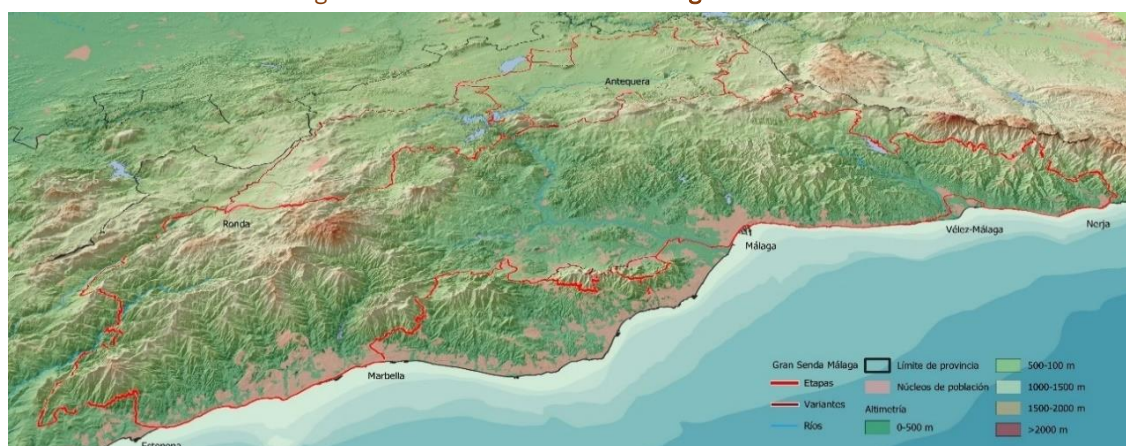 Antequera
Ronda
Málaga
Vélez-Málaga
Nerja
Marbella
Estepona
Gran Senda Málaga
Etapas
Variantes
Ríos
Límite de provincia
Núcleos de población
Altimetría
0-500 m
500-100 m
1000-1500 m
1500-2000 m
>2000 m